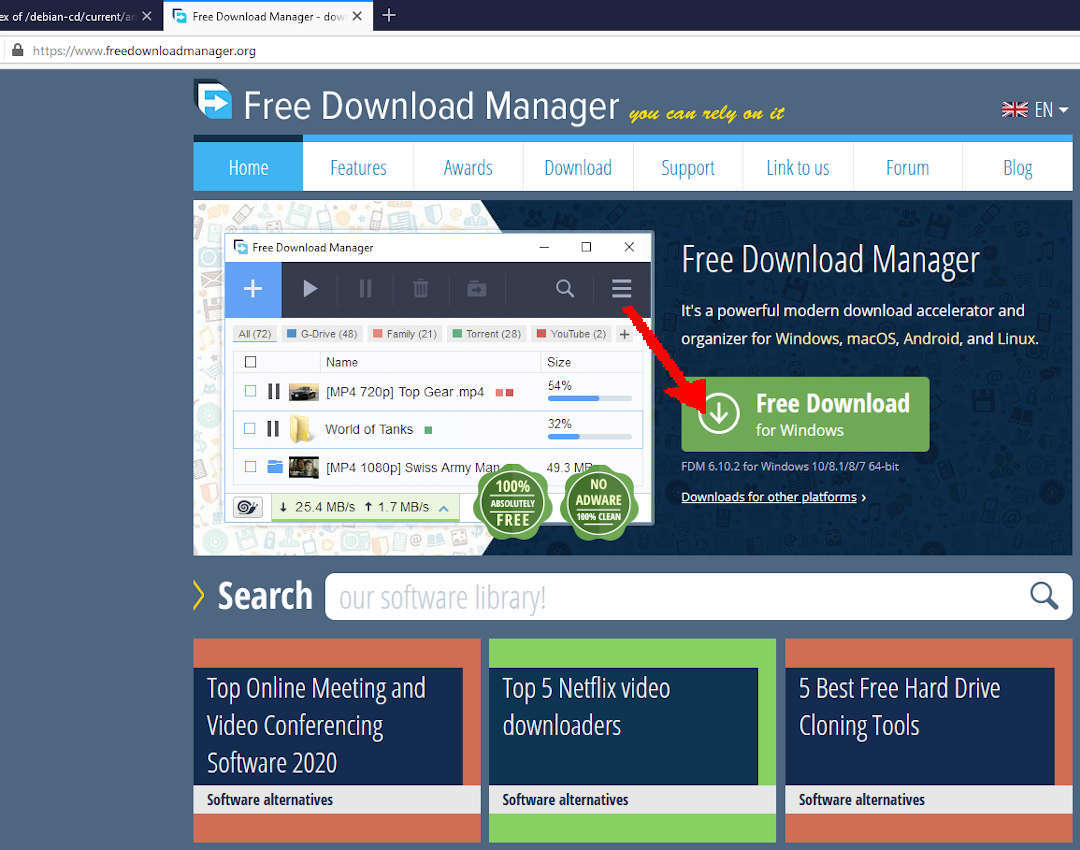 ex of /debian-cd/current/a
Free Download Manager - dow
https://www.freedownloadmanager.org
Free Download Manager you can rely on it
EN
Home Features Awards Download Support Link to us Forum Blog
Free Download Manager
All (72) G-Drive (48) Family (21) Torrent (28) YouTube (2) +
Name Size
[MP4 720p] Top Gear.mp4 54%
World of Tanks 32%
[MP4 1080p] Swiss Army Man 49.3 MB
25.4 MB/s 1.7 MB/s
100%
ABSOLUTELY
FREE
NO
ADWARE
100% CLEAN
Free Download Manager
It's a powerful modern download accelerator and
organizer for Windows, macOS, Android, and Linux.
Free Download
for Windows
FDM 6.10.2 for Windows 10/8.1/8/7 64-bit
Downloads for other platforms ›
Search our software library!
Top Online Meeting and
Video Conferencing
Software 2020
Software alternatives
Top 5 Netflix video
downloaders
Software alternatives
5 Best Free Hard Drive
Cloning Tools
Software alternatives